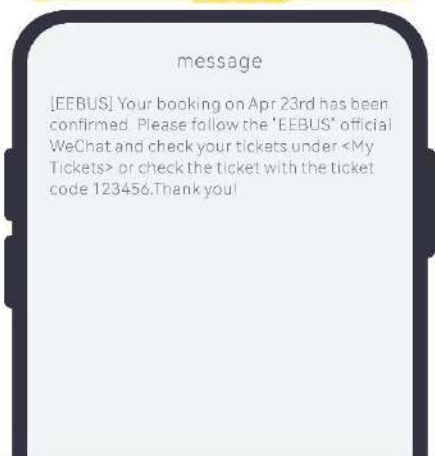 message
[EEBUS] Your booking on Apr 23rd has been
confirmed. Please follow the "EEBUS" official
WeChat and check your tickets under <My
Tickets> or check the ticket with the ticket
code 123456.Thank you!